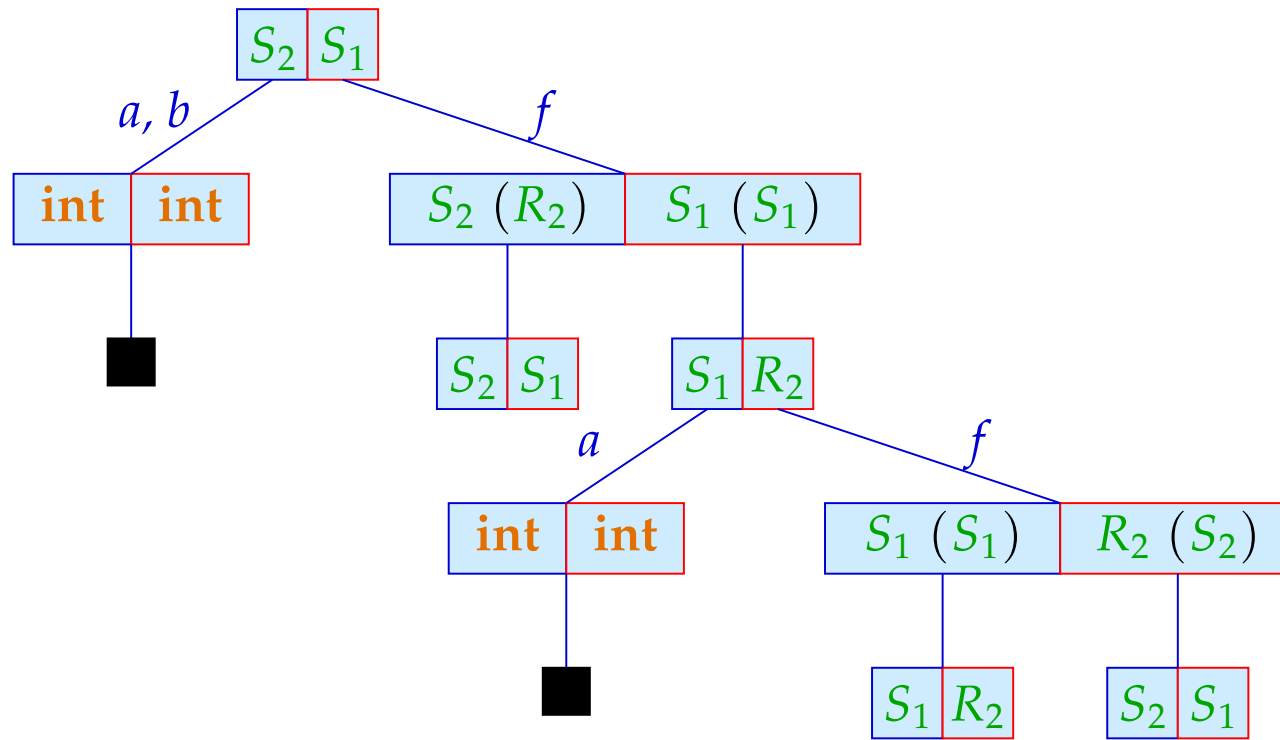 S₂ S₁
a, b
f
int int
S₂ (R₂) S₁ (S₁)
S₂ S₁
S₁ R₂
a
f
int int
S₁ (S₁) R₂ (S₂)
S₁ R₂
S₂ S₁